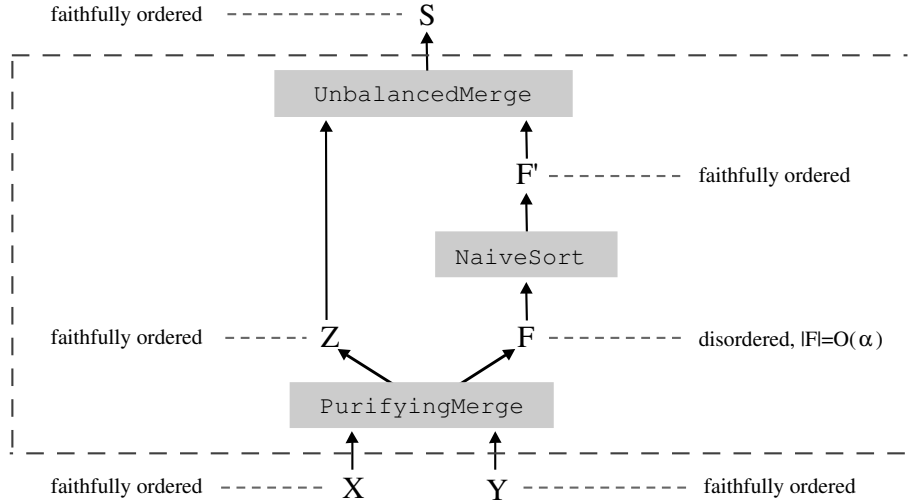 faithfully ordered S
UnbalancedMerge
F' faithfully ordered
NaiveSort
faithfully ordered Z F disordered, |F|=O(α)
PurifyingMerge
faithfully ordered X Y faithfully ordered